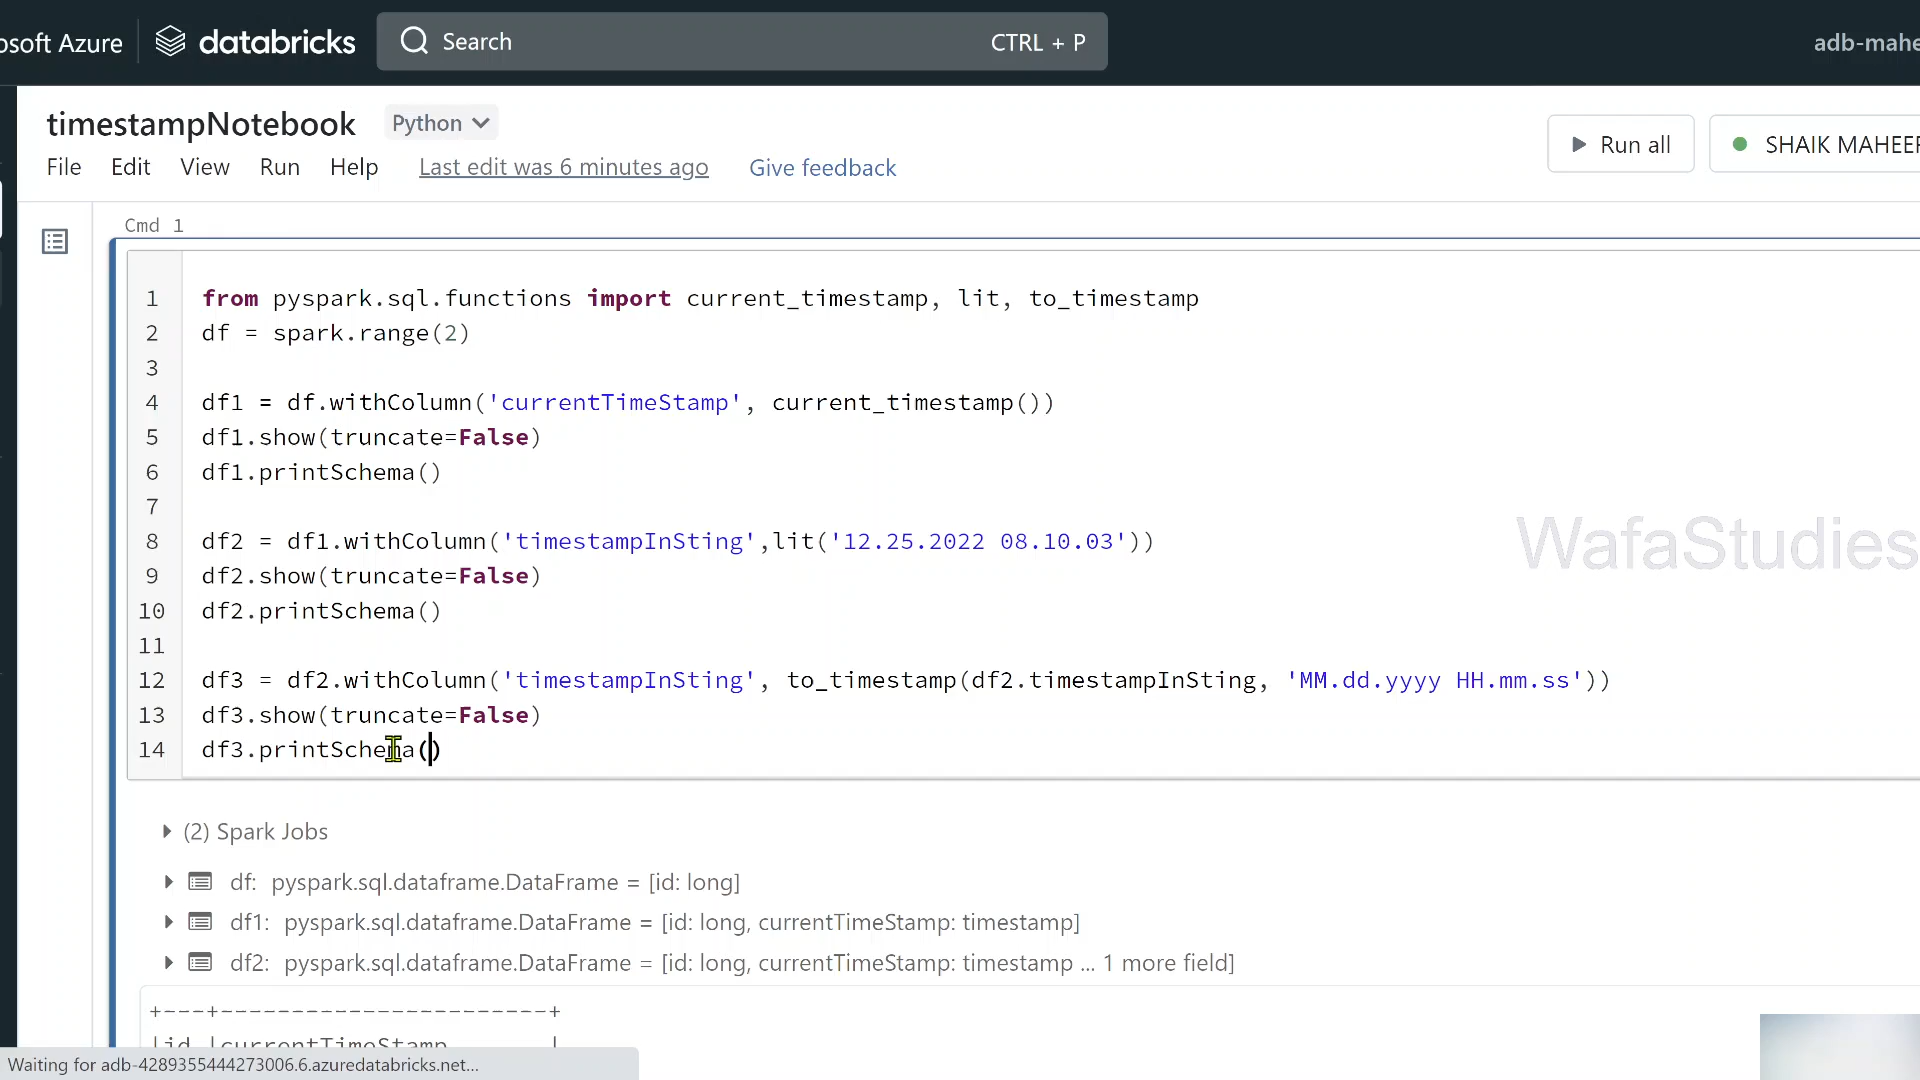 osoft Azure databricks Search CTRL + P adb-mahe
timestampNotebook Python
File Edit View Run Help Last edit was 6 minutes ago Give feedback Run all SHAIK MAHEER
Cmd 1
1 from pyspark.sql.functions import current_timestamp, lit, to_timestamp
2 df = spark.range(2)
3
4 df1 = df.withColumn('currentTimeStamp', current_timestamp())
5 df1.show(truncate=False)
6 df1.printSchema()
7
8 df2 = df1.withColumn('timestampInSting',lit('12.25.2022 08.10.03'))
WafaStudies
9 df2.show(truncate=False)
10 df2.printSchema()
11
12 df3 = df2.withColumn('timestampInSting', to_timestamp(df2.timestampInSting, 'MM.dd.yyyy HH.mm.ss'))
13 df3.show(truncate=False)
14 df3.printSchema()
(2) Spark Jobs
df: pyspark.sql.dataframe.DataFrame = [id: long]
df1: pyspark.sql.dataframe.DataFrame = [id: long, currentTimeStamp: timestamp]
df2: pyspark.sql.dataframe.DataFrame = [id: long, currentTimeStamp: timestamp ... 1 more field]
+---+-----------------------+
|id |currentTimeStamp |
Waiting for adb-4289355444273006.6.azuredatabricks.net...